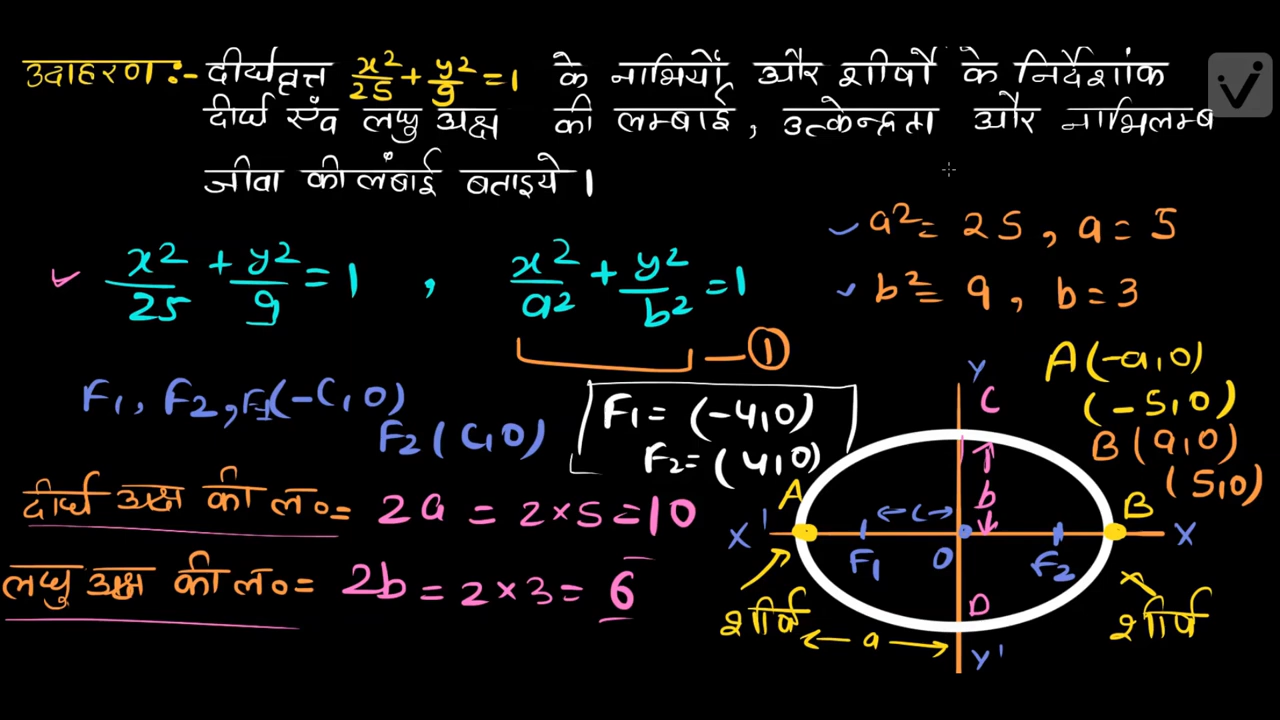 उदाहरण :- दीर्घवृत्त x²/25 + y²/9 = 1 के नाभियों और शीर्षों के निर्देशांक
दीर्घ एँव लघु अक्ष की लम्बाई, उत्केन्द्रता और नाभिलम्ब
जीवा की लंबाई बताइये।
a² = 25, a = 5
x²/25 + y²/9 = 1 , x²/a² + y²/b² = 1
b² = 9, b = 3
①
F1, F2, F1(-c,0)
F2(c,0)
F1 = (-4,0)
F2 = (4,0)
A(-a,0)
(-5,0)
B(a,0)
(5,0)
दीर्घ अक्ष की ल० = 2a = 2×5 = 10
लघु अक्ष की ल० = 2b = 2×3 = 6
Y
C
b
A
B
X'
c
X
F1
O
F2
D
शीर्ष
शीर्ष
a
Y'